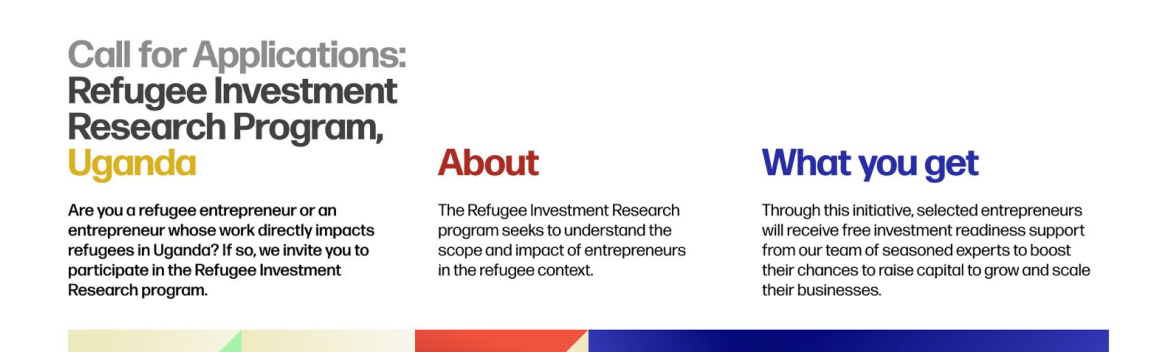 Call for Applications:
Refugee Investment
Research Program,
Uganda
Are you a refugee entrepreneur or an
entrepreneur whose work directly impacts
refugees in Uganda? If so, we invite you to
participate in the Refugee Investment
Research program.
About
The Refugee Investment Research
program seeks to understand the
scope and impact of entrepreneurs
in the refugee context.
What you get
Through this initiative, selected entrepreneurs
will receive free investment readiness support
from our team of seasoned experts to boost
their chances to raise capital to grow and scale
their businesses.